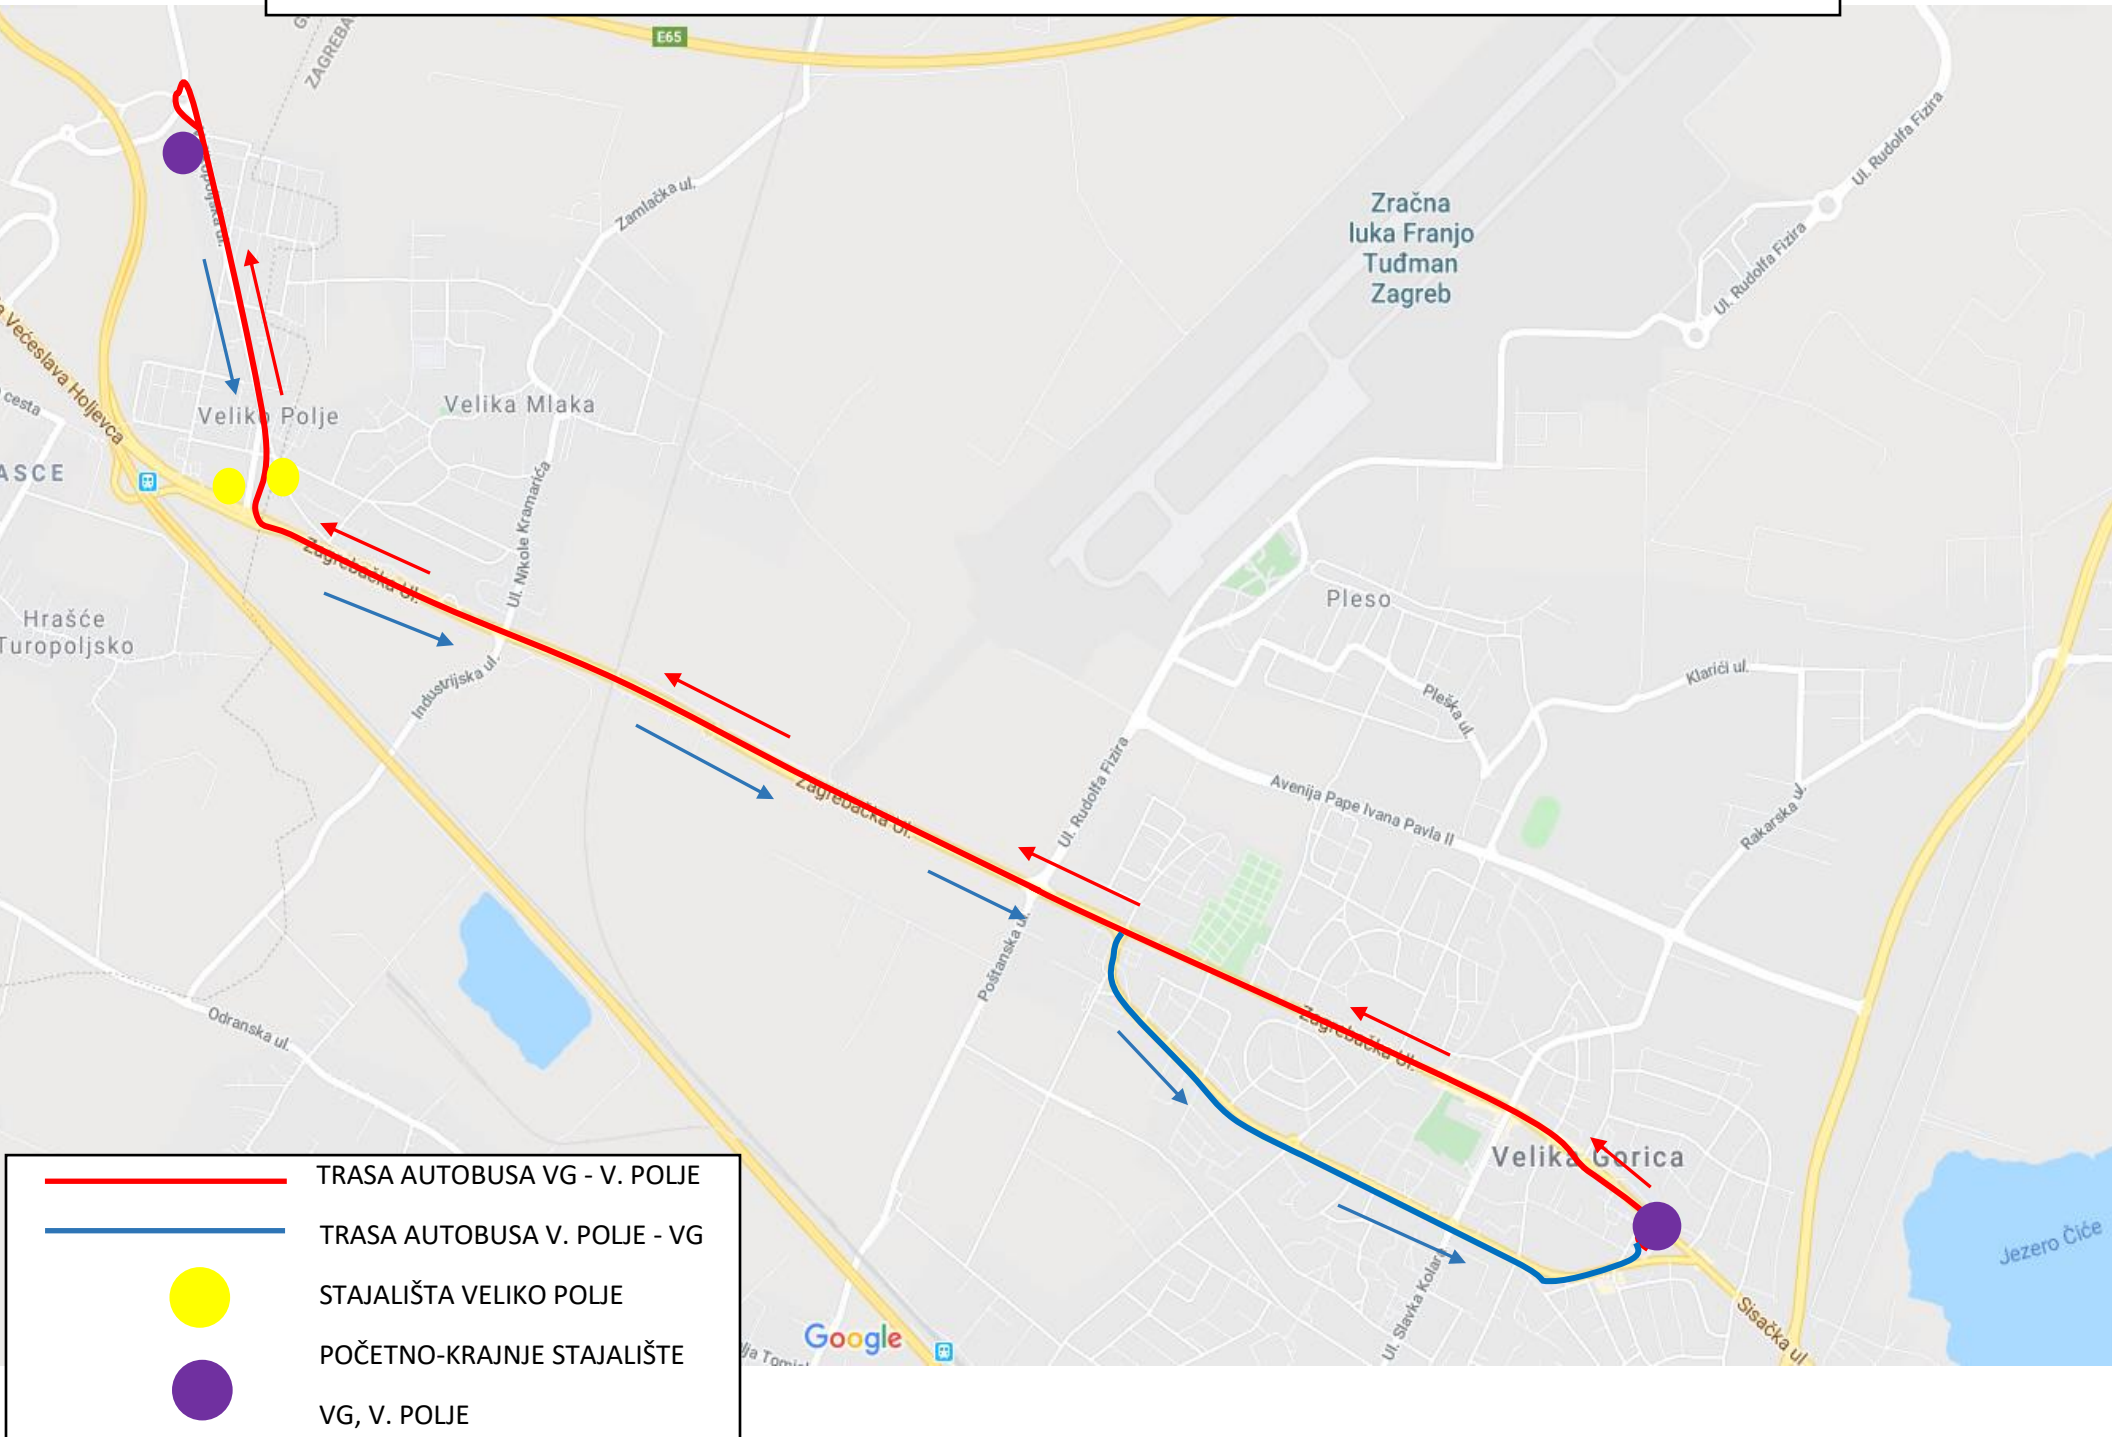 E65
ZAGREBA
Zamlačka ul.
Ul. Rudolfa Fizira
Zračna
luka Franjo
Tuđman
Zagreb
Ul. Rudolfa Fizira
Većeslava Holjevca
cesta
Veliko Polje
Velika Mlaka
ASCE
Ul. Nikole Kramarića
Zagrebačka Ul.
Pleso
Hrašće
Turopoljsko
Industrijska ul.
Klarići ul.
Pleška ul.
Ul. Rudolfa Fizira
Zagrebačka Ul.
Avenija Pape Ivana Pavla II
Rakarska ul.
Poštanska ul.
Odranska ul.
Zagrebačka Ul.
Velika Gorica
Jezero Čiče
Ul. Slavka Kolara
Sisačka ul
Google
TRASA AUTOBUSA VG - V. POLJE
TRASA AUTOBUSA V. POLJE - VG
STAJALIŠTA VELIKO POLJE
POČETNO-KRAJNJE STAJALIŠTE
VG, V. POLJE